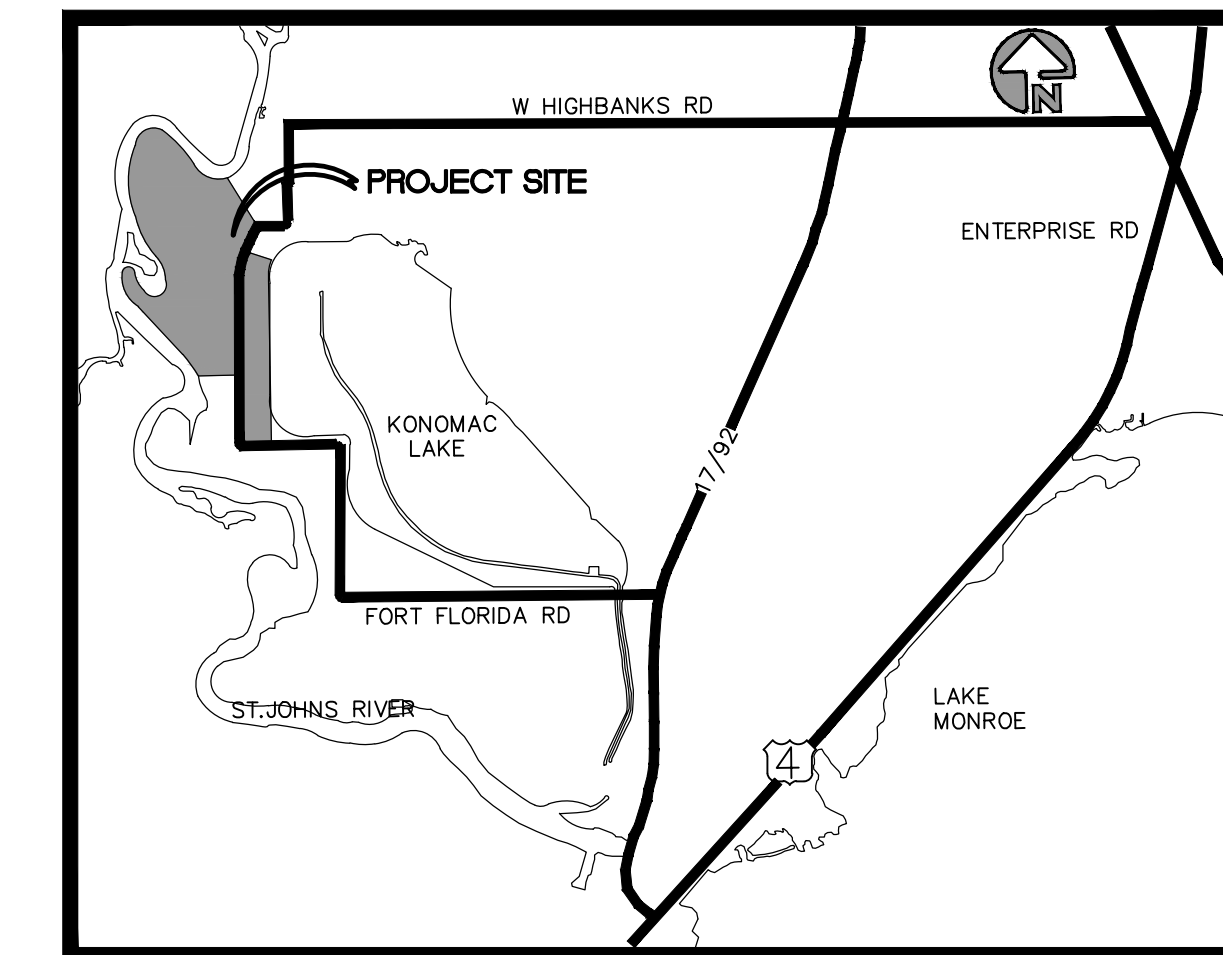 W HIGHBANKS RD
N
PROJECT SITE
ENTERPRISE RD
KONOMAC
LAKE
17/92
FORT FLORIDA RD
ST.JOHNS RIVER
LAKE
MONROE
4